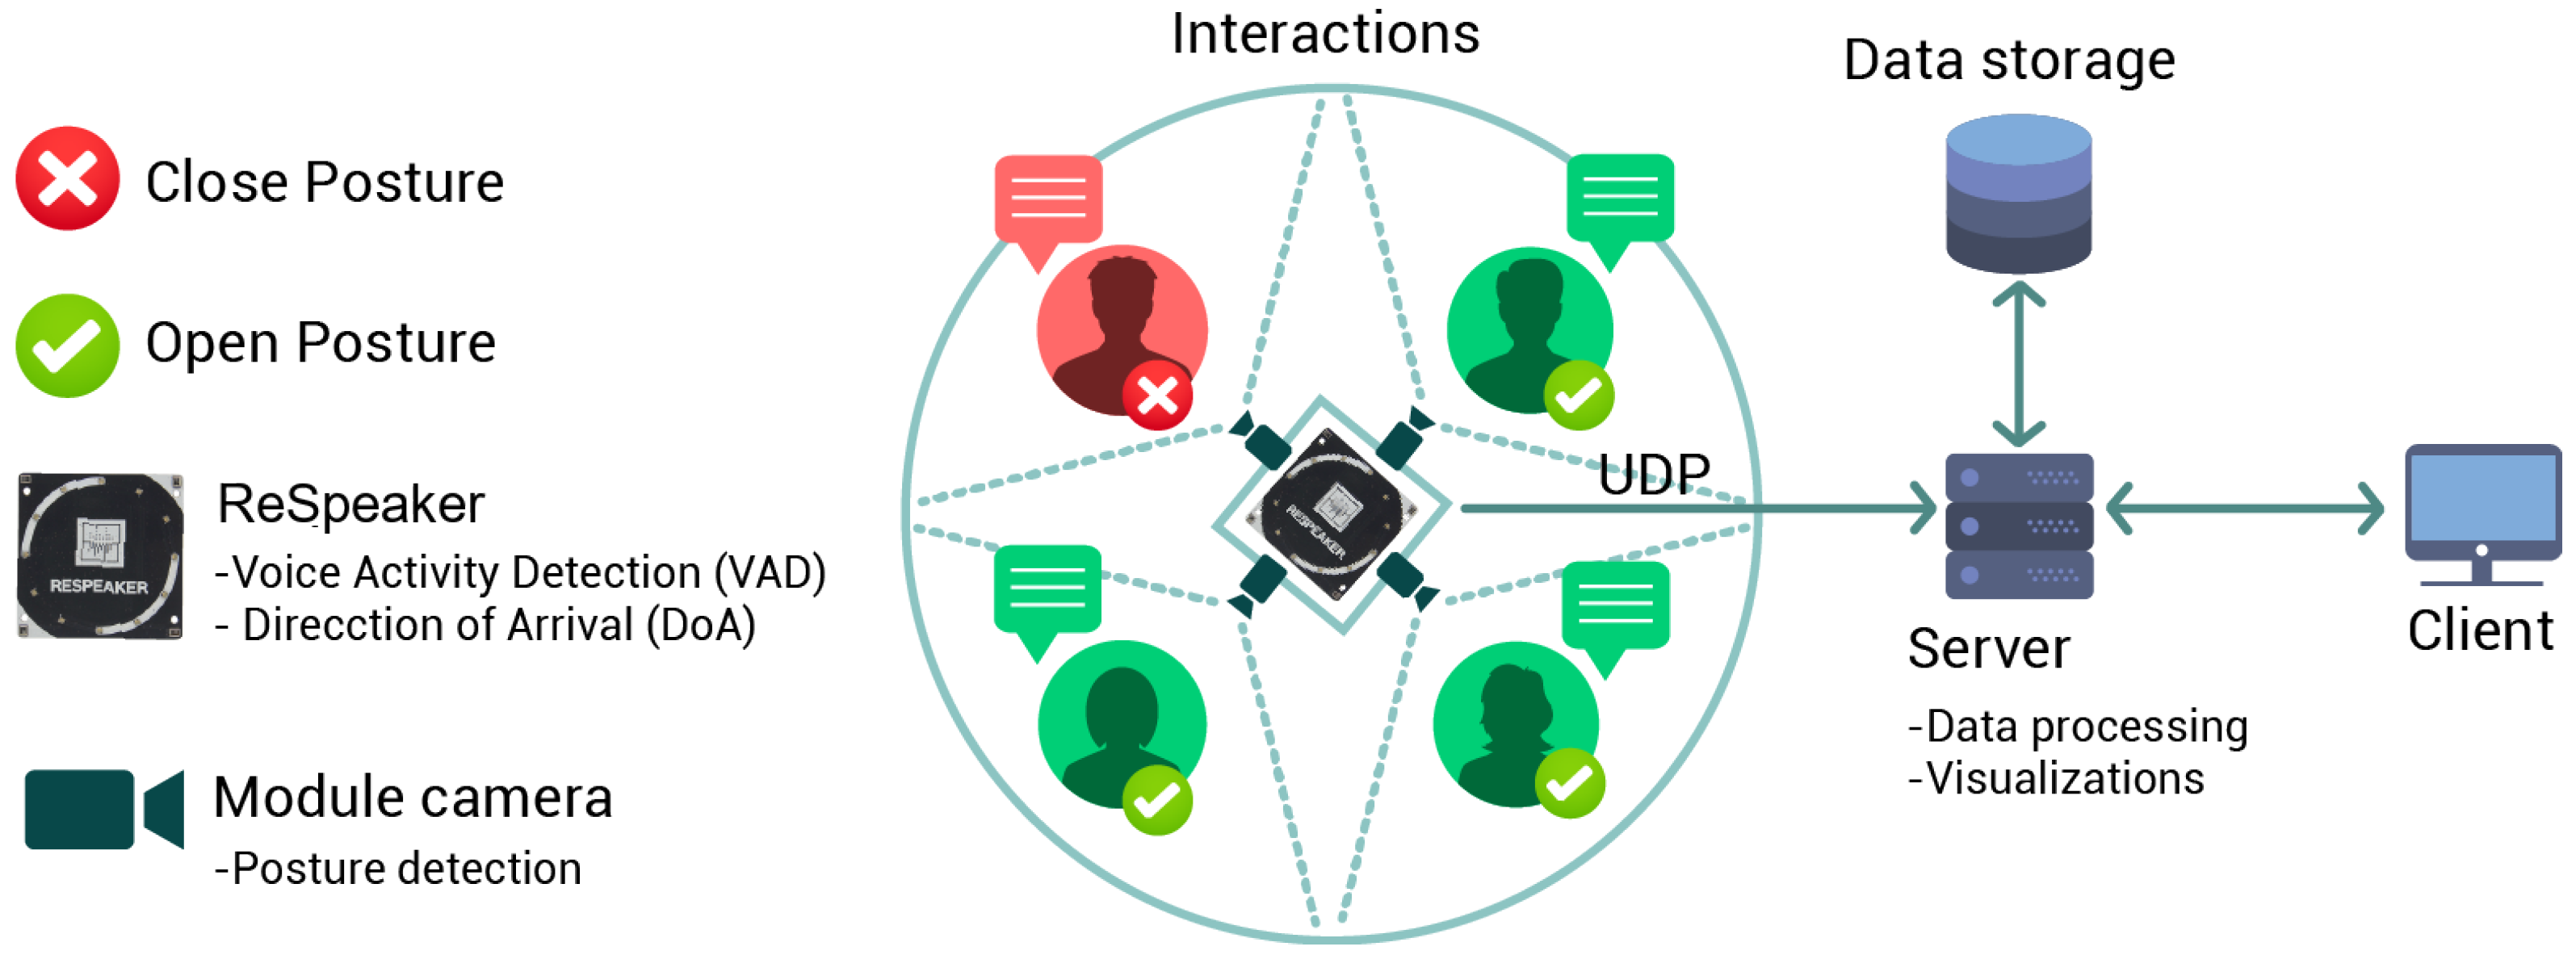 Interactions
Data storage
Close Posture
Open Posture
ReSpeaker
-Voice Activity Detection (VAD)
- Direcction of Arrival (DoA)
RESPEAKER
Module camera
-Posture detection
RESPEAKER
UDP
Server
-Data processing
-Visualizations
Client